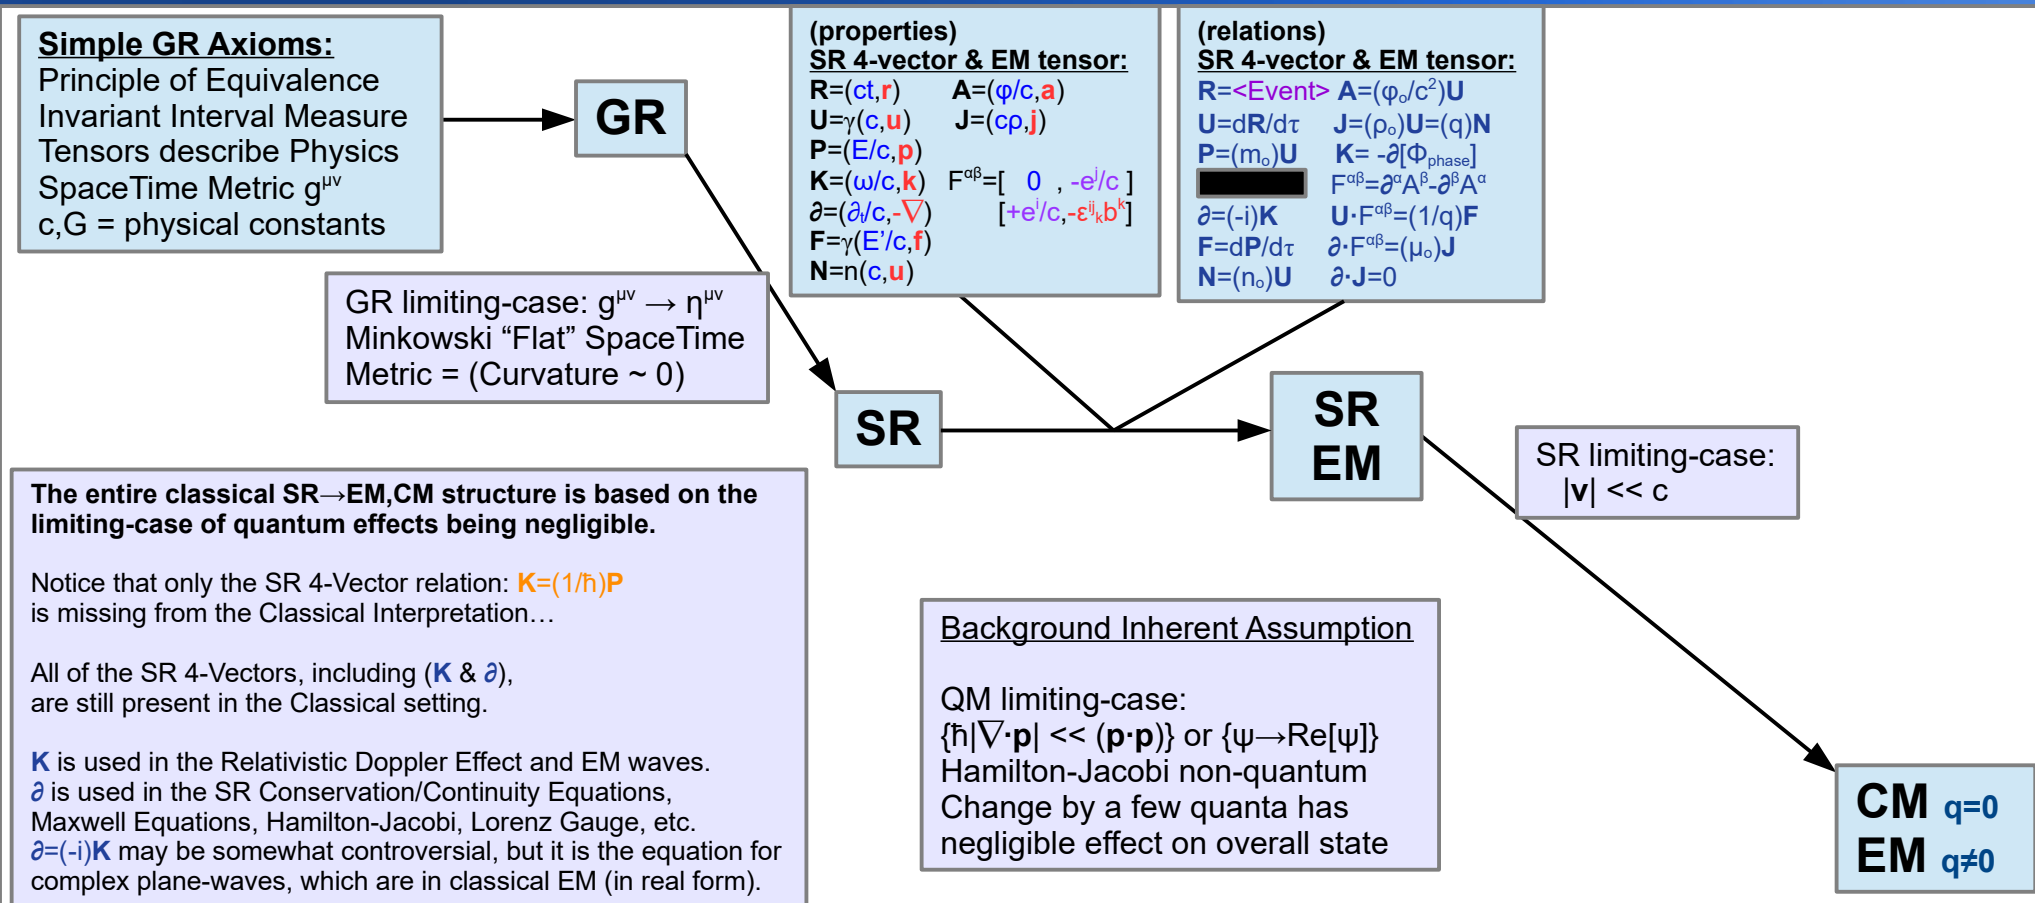 Simple GR Axioms:
Principle of Equivalence
Invariant Interval Measure
Tensors describe Physics
SpaceTime Metric g^μν
c,G = physical constants
GR
(properties)
SR 4-vector & EM tensor:
R=(ct,r) A=(φ/c,a)
U=γ(c,u) J=(cρ,j)
P=(E/c,p)
K=(ω/c,k) F^αβ=[ 0 , -e^j/c ]
∂=(∂_t/c,-∇) [+e^i/c,-ε^ij_k b^k]
F=γ(E'/c,f)
N=n(c,u)
(relations)
SR 4-vector & EM tensor:
R=<Event> A=(φ_o/c²)U
U=dR/dτ J=(ρ_o)U=(q)N
P=(m_o)U K= -∂[Φ_phase]
F^αβ=∂^αA^β-∂^βA^α
∂=(-i)K U·F^αβ=(1/q)F
F=dP/dτ ∂·F^αβ=(μ_o)J
N=(n_o)U ∂·J=0
GR limiting-case: g^μν → η^μν
Minkowski “Flat” SpaceTime
Metric = (Curvature ~ 0)
SR
SR
EM
SR limiting-case:
|v| << c
The entire classical SR→EM,CM structure is based on the
limiting-case of quantum effects being negligible.
Notice that only the SR 4-Vector relation: K=(1/ħ)P
is missing from the Classical Interpretation…
All of the SR 4-Vectors, including (K & ∂),
are still present in the Classical setting.
K is used in the Relativistic Doppler Effect and EM waves.
∂ is used in the SR Conservation/Continuity Equations,
Maxwell Equations, Hamilton-Jacobi, Lorenz Gauge, etc.
∂=(-i)K may be somewhat controversial, but it is the equation for
complex plane-waves, which are in classical EM (in real form).
Background Inherent Assumption
QM limiting-case:
{ħ|∇·p| << (p·p)} or {ψ→Re[ψ]}
Hamilton-Jacobi non-quantum
Change by a few quanta has
negligible effect on overall state
CM q=0
EM q≠0